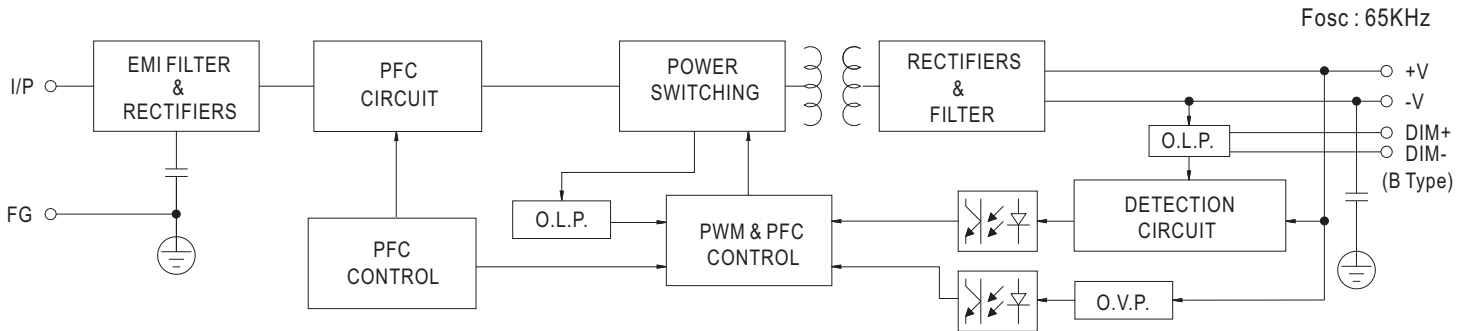 Fosc : 65KHz
I/P
EMI FILTER
&
RECTIFIERS
PFC
CIRCUIT
POWER
SWITCHING
RECTIFIERS
&
FILTER
+V
-V
O.L.P.
DIM+
DIM-
(B Type)
FG
O.L.P.
PFC
CONTROL
PWM & PFC
CONTROL
DETECTION
CIRCUIT
O.V.P.